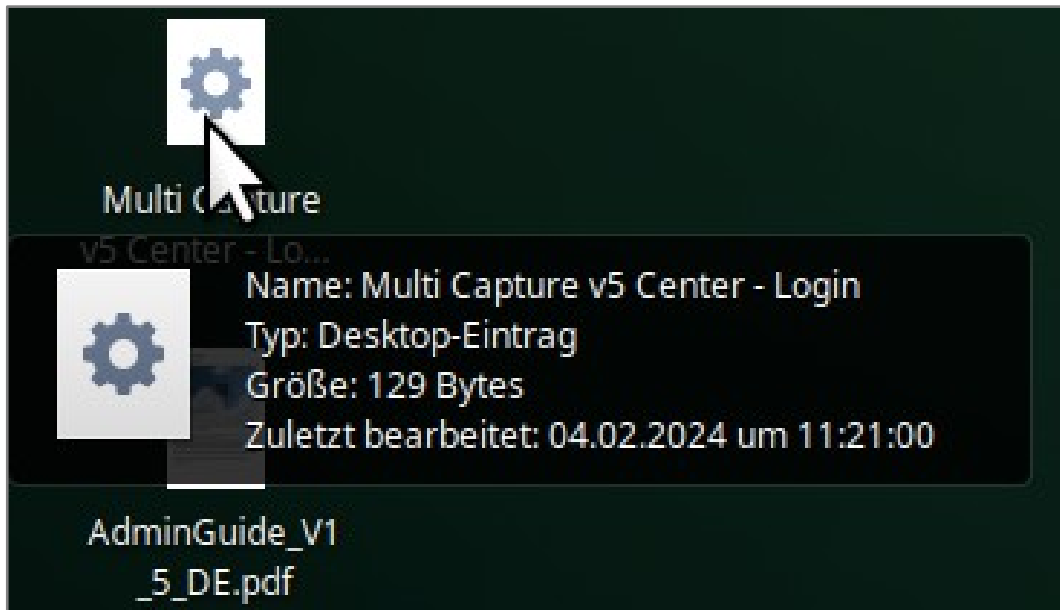 Multi Capture
v5 Center - Lo...
Name: Multi Capture v5 Center - Login
Typ: Desktop-Eintrag
Größe: 129 Bytes
Zuletzt bearbeitet: 04.02.2024 um 11:21:00
AdminGuide_V1
_5_DE.pdf